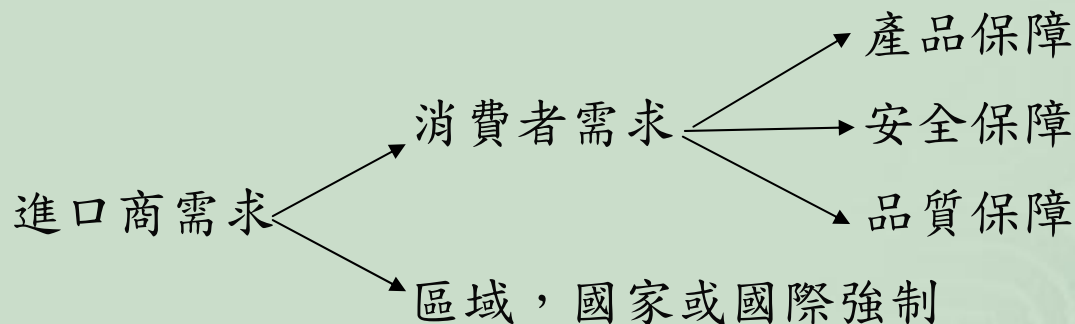 產品保障
消費者需求
安全保障
進口商需求
品質保障
區域，國家或國際強制